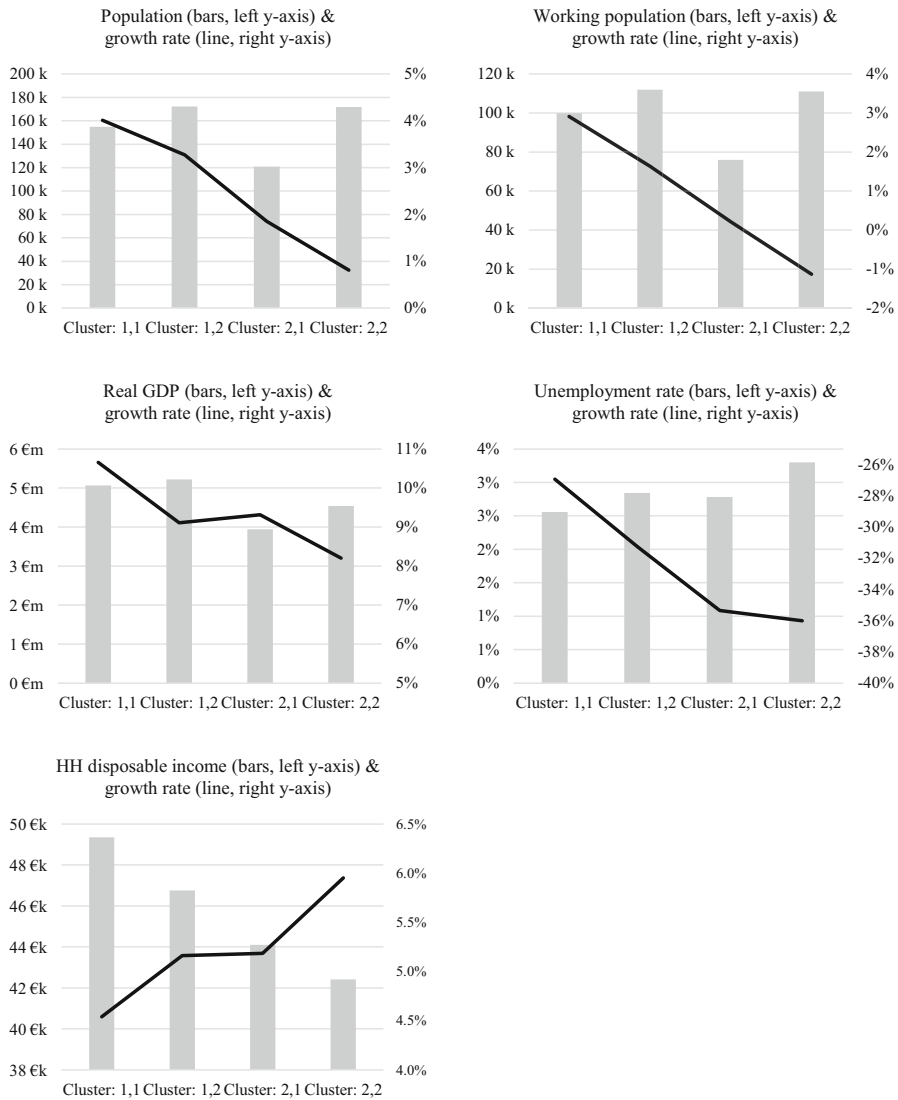 Population (bars, left y-axis) &
growth rate (line, right y-axis)
200 k
180 k
160 k
140 k
120 k
100 k
80 k
60 k
40 k
20 k
0 k
5%
4%
3%
2%
1%
0%
Cluster: 1,1 Cluster: 1,2 Cluster: 2,1 Cluster: 2,2
Working population (bars, left y-axis) &
growth rate (line, right y-axis)
120 k
100 k
80 k
60 k
40 k
20 k
0 k
4%
3%
2%
1%
0%
-1%
-2%
Cluster: 1,1 Cluster: 1,2 Cluster: 2,1 Cluster: 2,2
Real GDP (bars, left y-axis) &
growth rate (line, right y-axis)
6 €m
5 €m
4 €m
3 €m
2 €m
1 €m
0 €m
11%
10%
9%
8%
7%
6%
5%
Cluster: 1,1 Cluster: 1,2 Cluster: 2,1 Cluster: 2,2
Unemployment rate (bars, left y-axis) &
growth rate (line, right y-axis)
4%
3%
3%
2%
2%
1%
1%
0%
-26%
-28%
-30%
-32%
-34%
-36%
-38%
-40%
Cluster: 1,1 Cluster: 1,2 Cluster: 2,1 Cluster: 2,2
HH disposable income (bars, left y-axis) &
growth rate (line, right y-axis)
50 €k
48 €k
46 €k
44 €k
42 €k
40 €k
38 €k
6.5%
6.0%
5.5%
5.0%
4.5%
4.0%
Cluster: 1,1 Cluster: 1,2 Cluster: 2,1 Cluster: 2,2